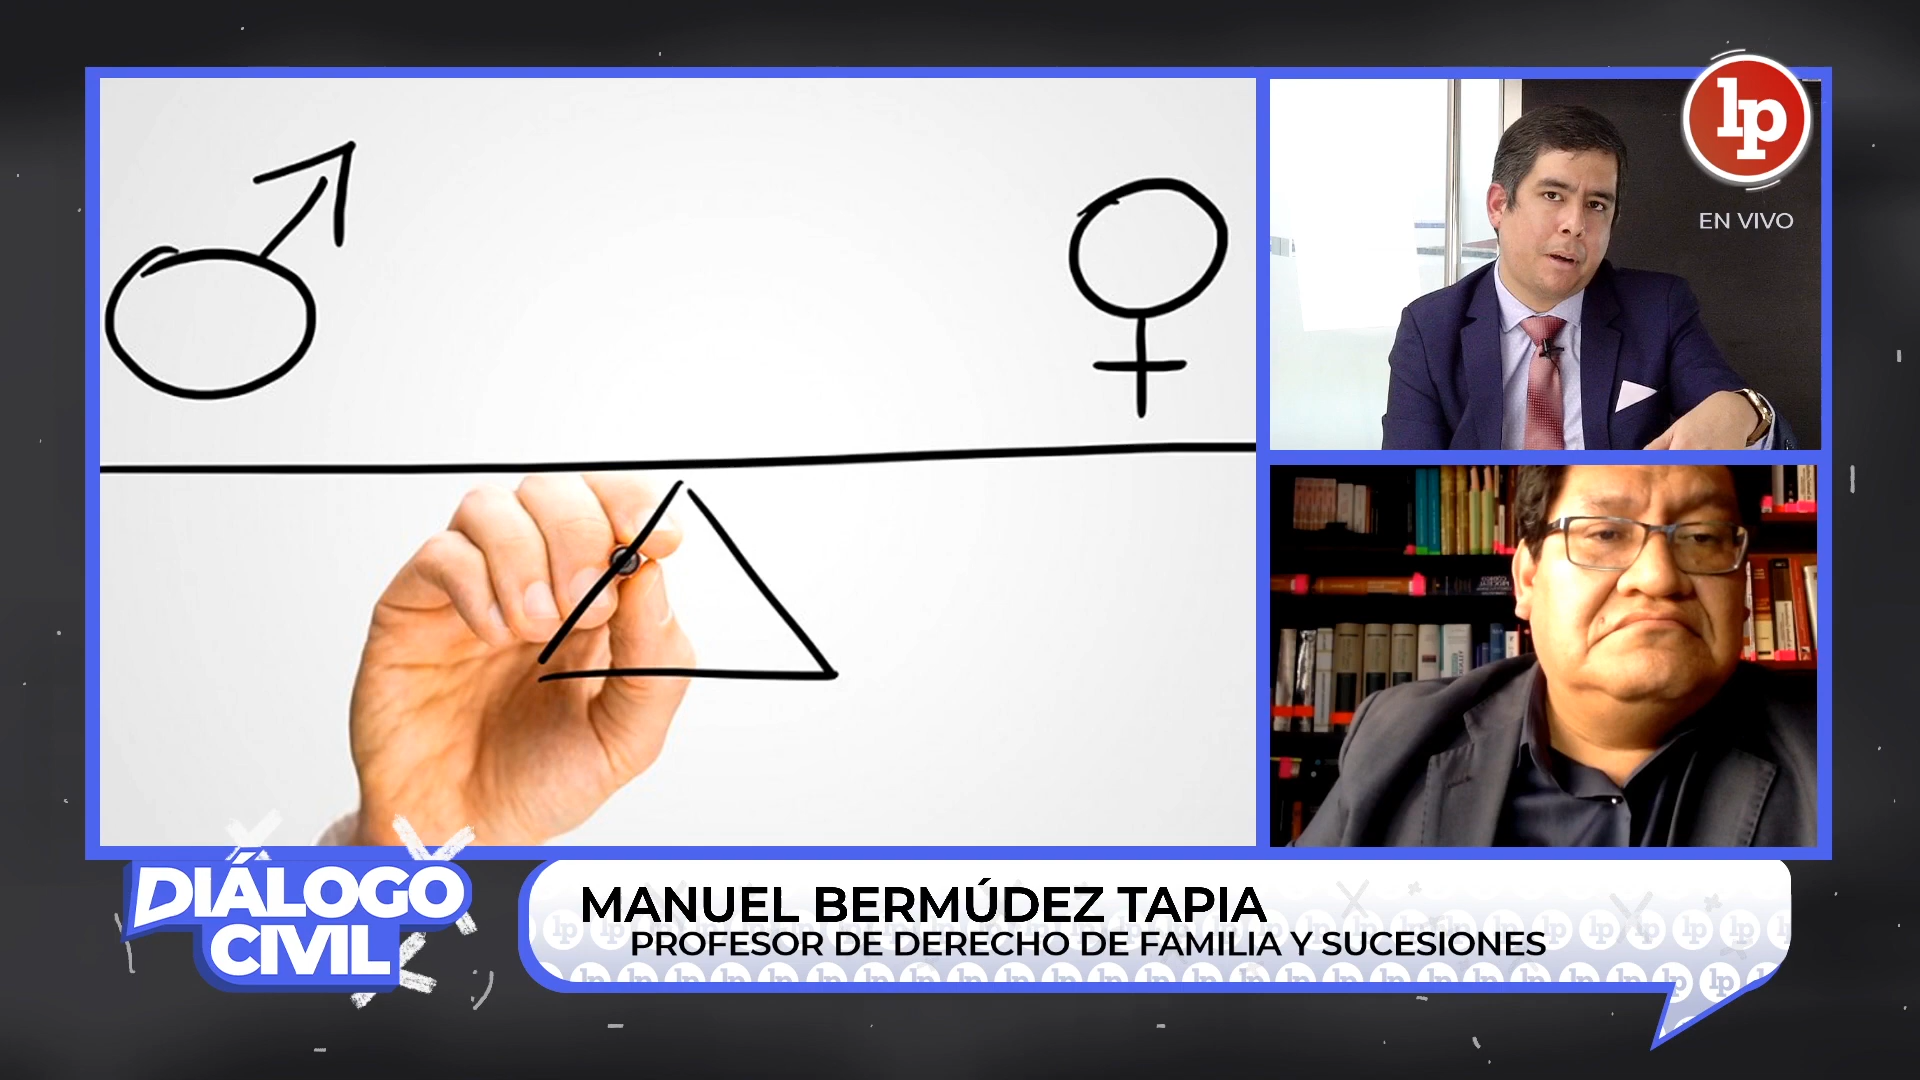 lp
EN VIVO
DIÁLOGO
CIVIL
MANUEL BERMÚDEZ TAPIA
PROFESOR DE DERECHO DE FAMILIA Y SUCESIONES